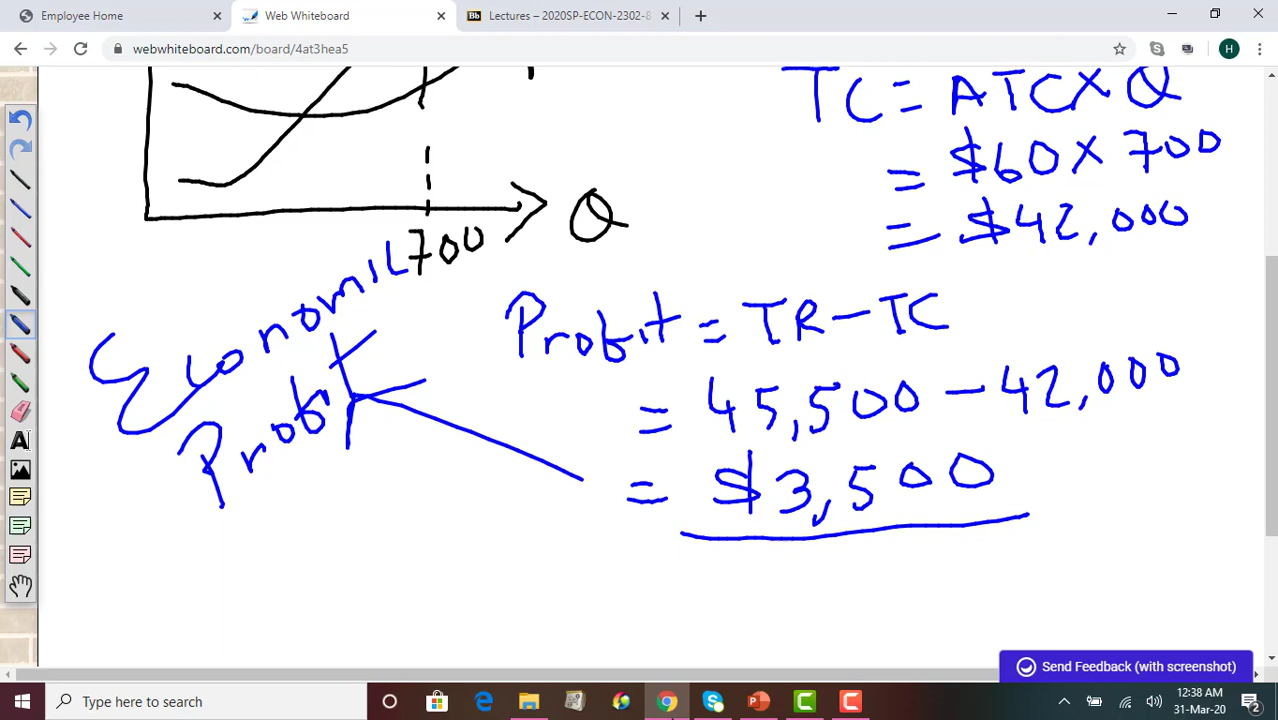 Employee Home
Web Whiteboard
Lectures – 2020SP-ECON-2302-8
webwhiteboard.com/board/4at3hea5
H
TC = ATC X Q
= $60 X 700
= $42,000
Q
700
Economic
Profit
Profit = TR - TC
= 45,500 - 42,000
= $3,500
A
Send Feedback (with screenshot)
Type here to search
12:38 AM
31-Mar-20
2